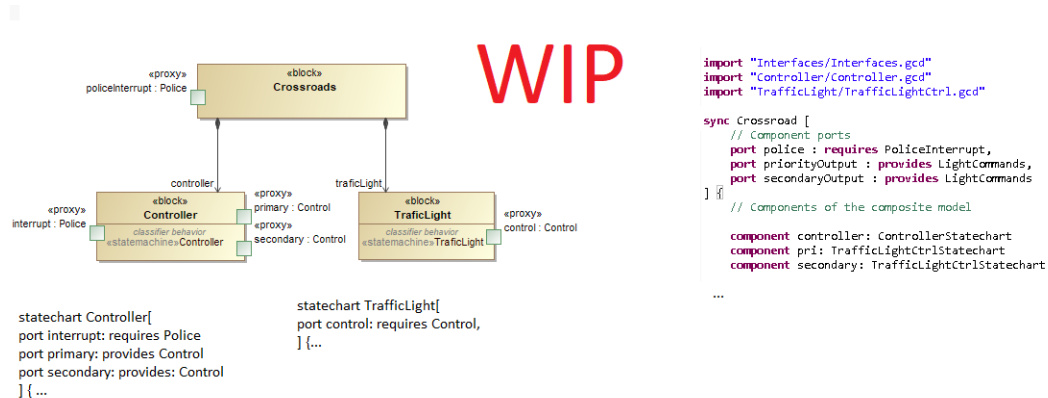 WIP
«proxy»
policeInterrupt : Police
«block»
Crossroads
controller
traficLight
«proxy»
interrupt : Police
«block»
Controller
classifier behavior
«statemachine»Controller
«proxy»
primary : Control
«proxy»
secondary : Control
«block»
TraficLight
classifier behavior
«statemachine»TraficLight
«proxy»
control : Control
statechart Controller[
port interrupt: requires Police
port primary: provides Control
port secondary: provides: Control
] { ...
statechart TrafficLight[
port control: requires Control,
] {...
import "Interfaces/Interfaces.gcd"
import "Controller/Controller.gcd"
import "TrafficLight/TrafficLightCtrl.gcd"
sync Crossroad [
// Component ports
port police : requires PoliceInterrupt,
port priorityOutput : provides LightCommands,
port secondaryOutput : provides LightCommands
] {
// Components of the composite model
component controller: ControllerStatechart
component pri: TrafficLightCtrlStatechart
component secondary: TrafficLightCtrlStatechart
...